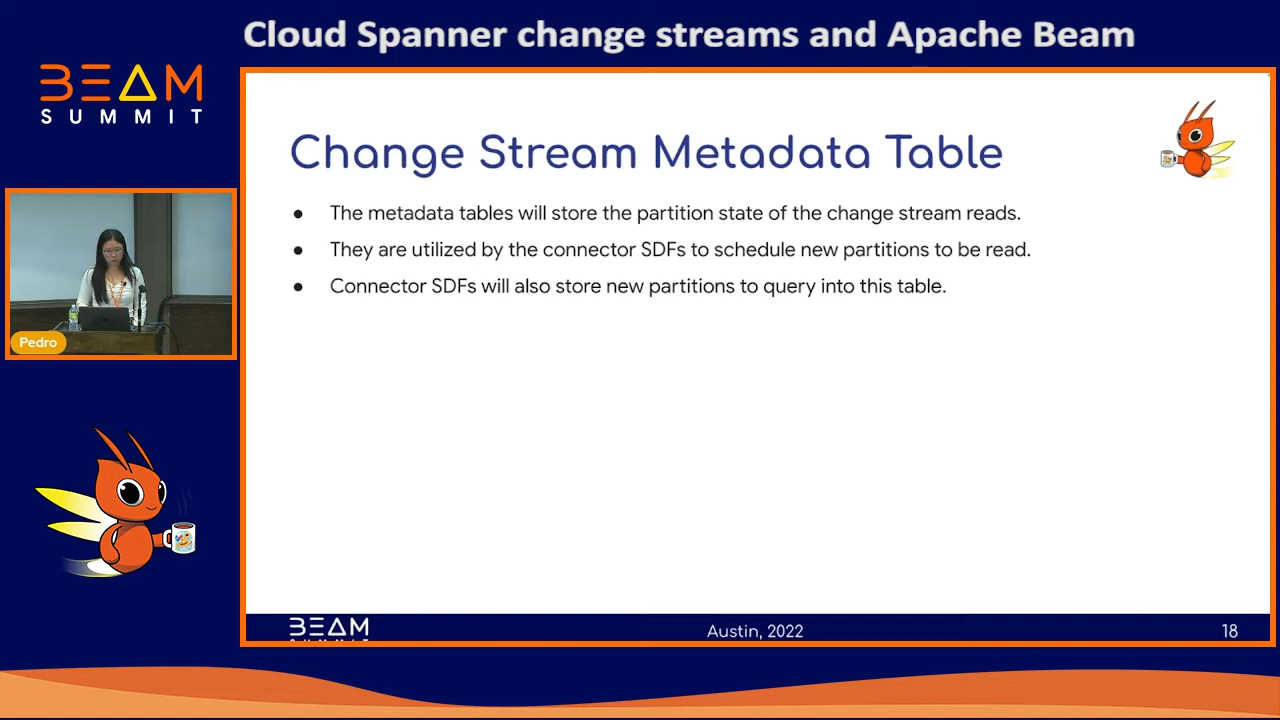 Cloud Spanner change streams and Apache Beam
BEAM
SUMMIT
Change Stream Metadata Table
● The metadata tables will store the partition state of the change stream reads.
● They are utilized by the connector SDFs to schedule new partitions to be read.
● Connector SDFs will also store new partitions to query into this table.
Pedro
BEAM
Austin, 2022
18